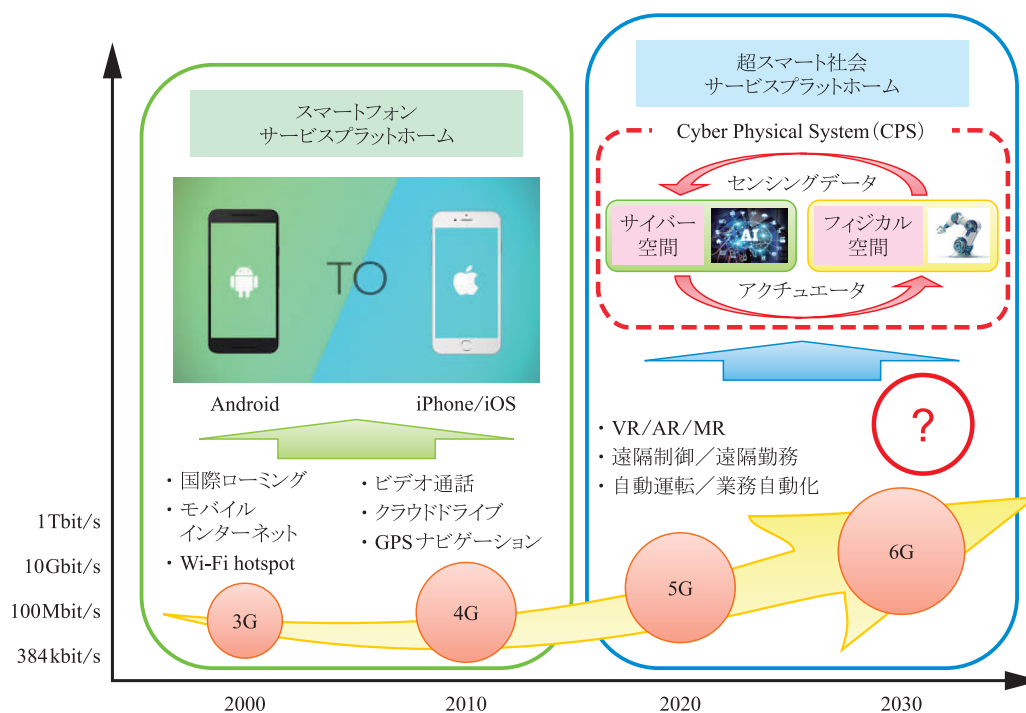 スマートフォン
サービスプラットホーム
TO
Android
iPhone/iOS
・国際ローミング
・モバイル
インターネット
・Wi-Fi hotspot
・ビデオ通話
・クラウドドライブ
・GPSナビゲーション
超スマート社会
サービスプラットホーム
Cyber Physical System(CPS)
センシングデータ
サイバー
空間
AI
フィジカル
空間
アクチュエータ
・VR/AR/MR
・遠隔制御／遠隔勤務
・自動運転／業務自動化
?
1Tbit/s
10Gbit/s
100Mbit/s
384kbit/s
3G
4G
5G
6G
2000
2010
2020
2030